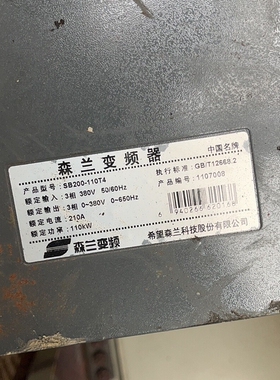 森兰变频器
中国名牌
产品型号：SB200-110T4
执行标准：GB/T12668.2
额定输入：3相 380V 50/60Hz
产品编号：1107009
额定输出：3相 0~380V 0~650Hz
额定电流：210A
额定功率：110kW
森兰变频
希望森兰科技股份有限公司